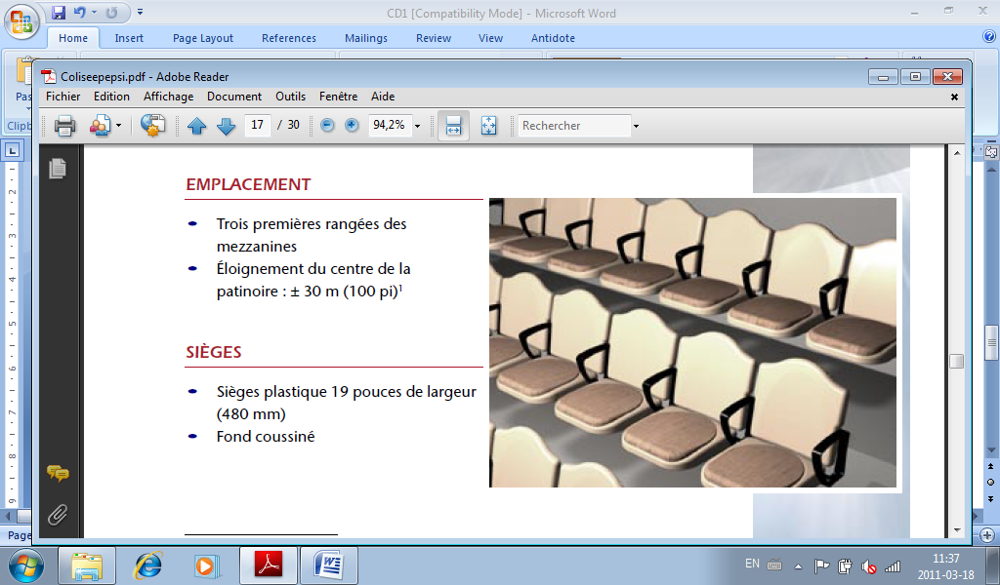 CD1 [Compatibility Mode] - Microsoft Word
Home Insert Page Layout References Mailings Review View Antidote
Coliseepepsi.pdf - Adobe Reader
Fichier Edition Affichage Document Outils Fenêtre Aide
17 / 30 94,2% Rechercher
EMPLACEMENT
Trois premières rangées des
mezzanines
Éloignement du centre de la
patinoire : ± 30 m (100 pi)1
SIÈGES
Sièges plastique 19 pouces de largeur
(480 mm)
Fond coussiné
Page
EN 11:37
2011-03-18